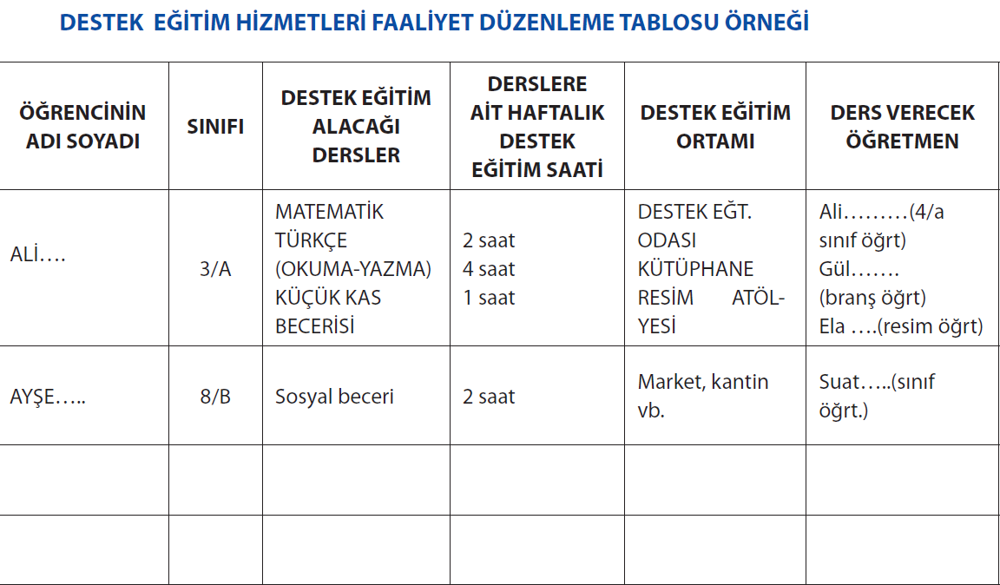 DESTEK EĞİTİM HİZMETLERİ FAALİYET DÜZENLEME TABLOSU ÖRNEĞİ
ÖĞRENCİNİN
ADI SOYADI
SINIFI
DESTEK EĞİTİM
ALACAĞI
DERSLER
DERSLERE
AİT HAFTALIK
DESTEK
EĞİTİM SAATİ
DESTEK EĞİTİM
ORTAMI
DERS VERECEK
ÖĞRETMEN
ALİ….
3/A
MATEMATİK
TÜRKÇE
(OKUMA-YAZMA)
KÜÇÜK KAS
BECERİSİ
2 saat
4 saat
1 saat
DESTEK EĞT.
ODASI
KÜTÜPHANE
RESİM ATÖL-
YESİ
Ali………(4/a
sınıf öğrt)
Gül…….
(branş öğrt)
Ela ….(resim öğrt)
AYŞE…..
8/B
Sosyal beceri
2 saat
Market, kantin
vb.
Suat…..(sınıf
öğrt.)